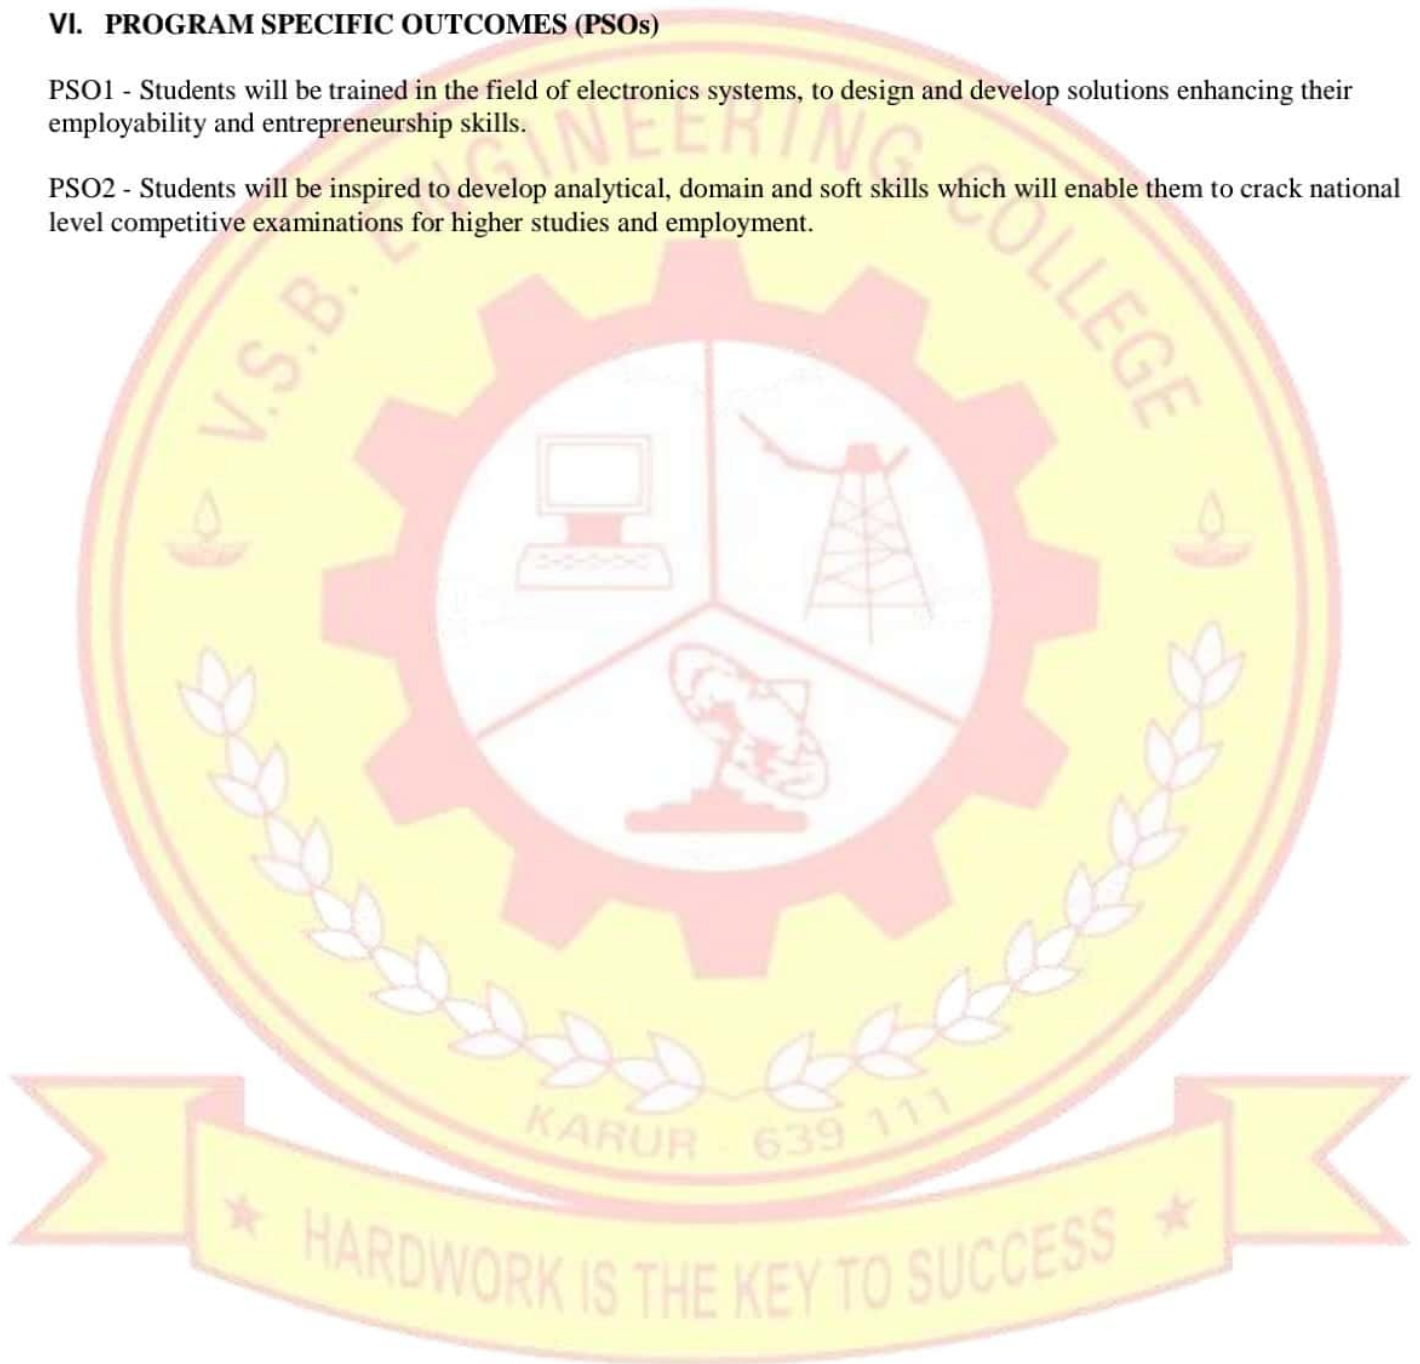 VI. PROGRAM SPECIFIC OUTCOMES (PSOs)
PSO1 - Students will be trained in the field of electronics systems, to design and develop solutions enhancing their
employability and entrepreneurship skills.
PSO2 - Students will be inspired to develop analytical, domain and soft skills which will enable them to crack national
level competitive examinations for higher studies and employment.
V.S.B. ENGINEERING COLLEGE
KARUR - 639 111
★ HARDWORK IS THE KEY TO SUCCESS ★